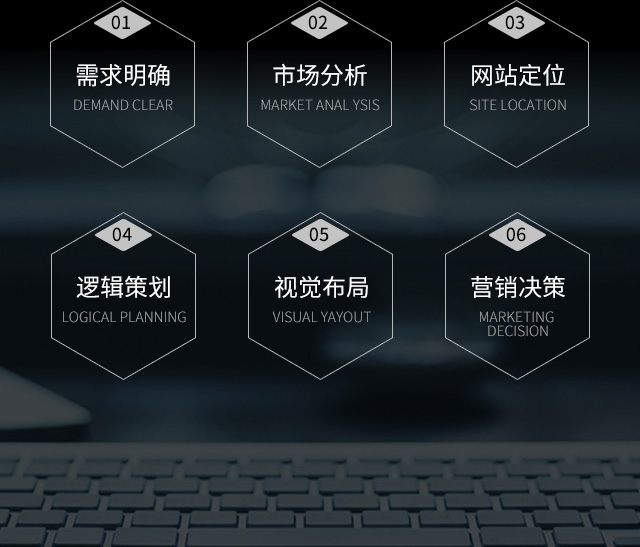 01
需求明确
DEMAND CLEAR
02
市场分析
MARKET ANAL YSIS
03
网站定位
SITE LOCATION
04
逻辑策划
LOGICAL PLANNING
05
视觉布局
VISUAL YAYOUT
06
营销决策
MARKETING
DECISION